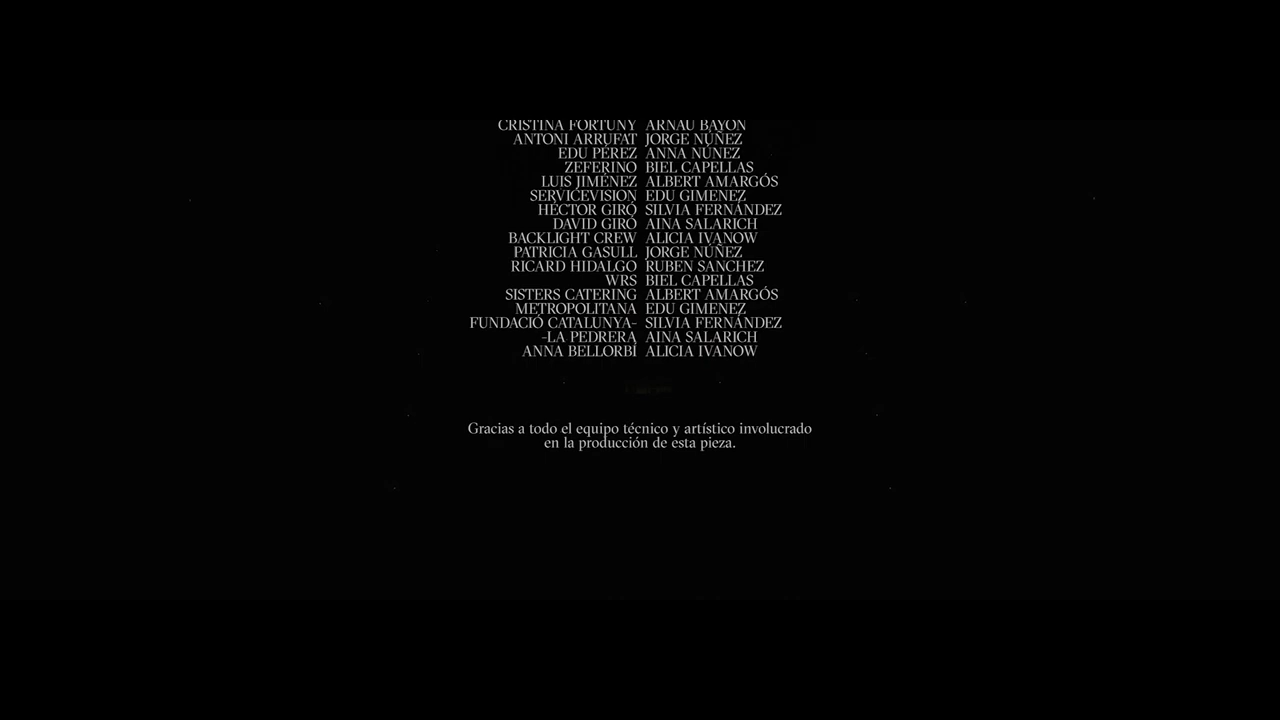 CRISTINA FORTUNY ARNAU BAYON
ANTONI ARRUFAT JORGE NÚÑEZ
EDU PÉREZ ANNA NÚNEZ
ZEFERINO BIEL CAPELLAS
LUIS JIMÉNEZ ALBERT AMARGÓS
SERVICEVISION EDU GIMENEZ
HÉCTOR GIRÓ SILVIA FERNÁNDEZ
DAVID GIRÓ AINA SALARICH
BACKLIGHT CREW ALICIA IVANOW
PATRICIA GASULL JORGE NÚÑEZ
RICARD HIDALGO RUBEN SANCHEZ
WRS BIEL CAPELLAS
SISTERS CATERING ALBERT AMARGÓS
METROPOLITANA EDU GIMENEZ
FUNDACIÓ CATALUNYA- SILVIA FERNÁNDEZ
-LA PEDRERA AINA SALARICH
ANNA BELLORBÍ ALICIA IVANOW
Gracias a todo el equipo técnico y artístico involucrado
en la producción de esta pieza.